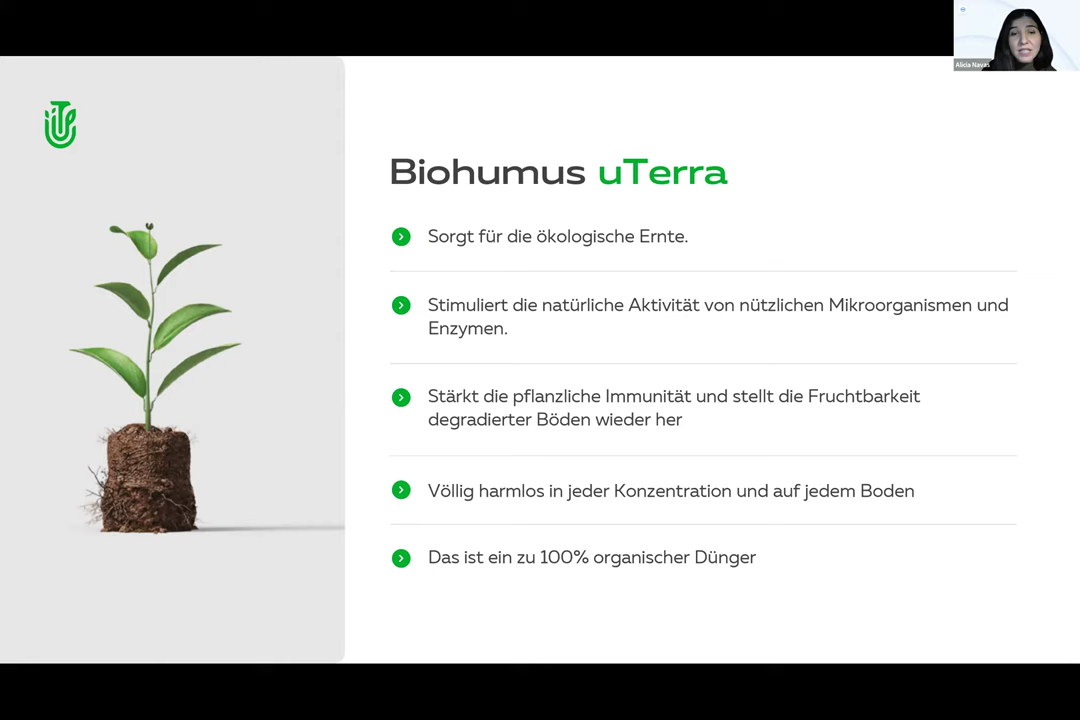 Alicia Navas
Biohumus uTerra
Sorgt für die ökologische Ernte.
Stimuliert die natürliche Aktivität von nützlichen Mikroorganismen und
Enzymen.
Stärkt die pflanzliche Immunität und stellt die Fruchtbarkeit
degradierter Böden wieder her
Völlig harmlos in jeder Konzentration und auf jedem Boden
Das ist ein zu 100% organischer Dünger